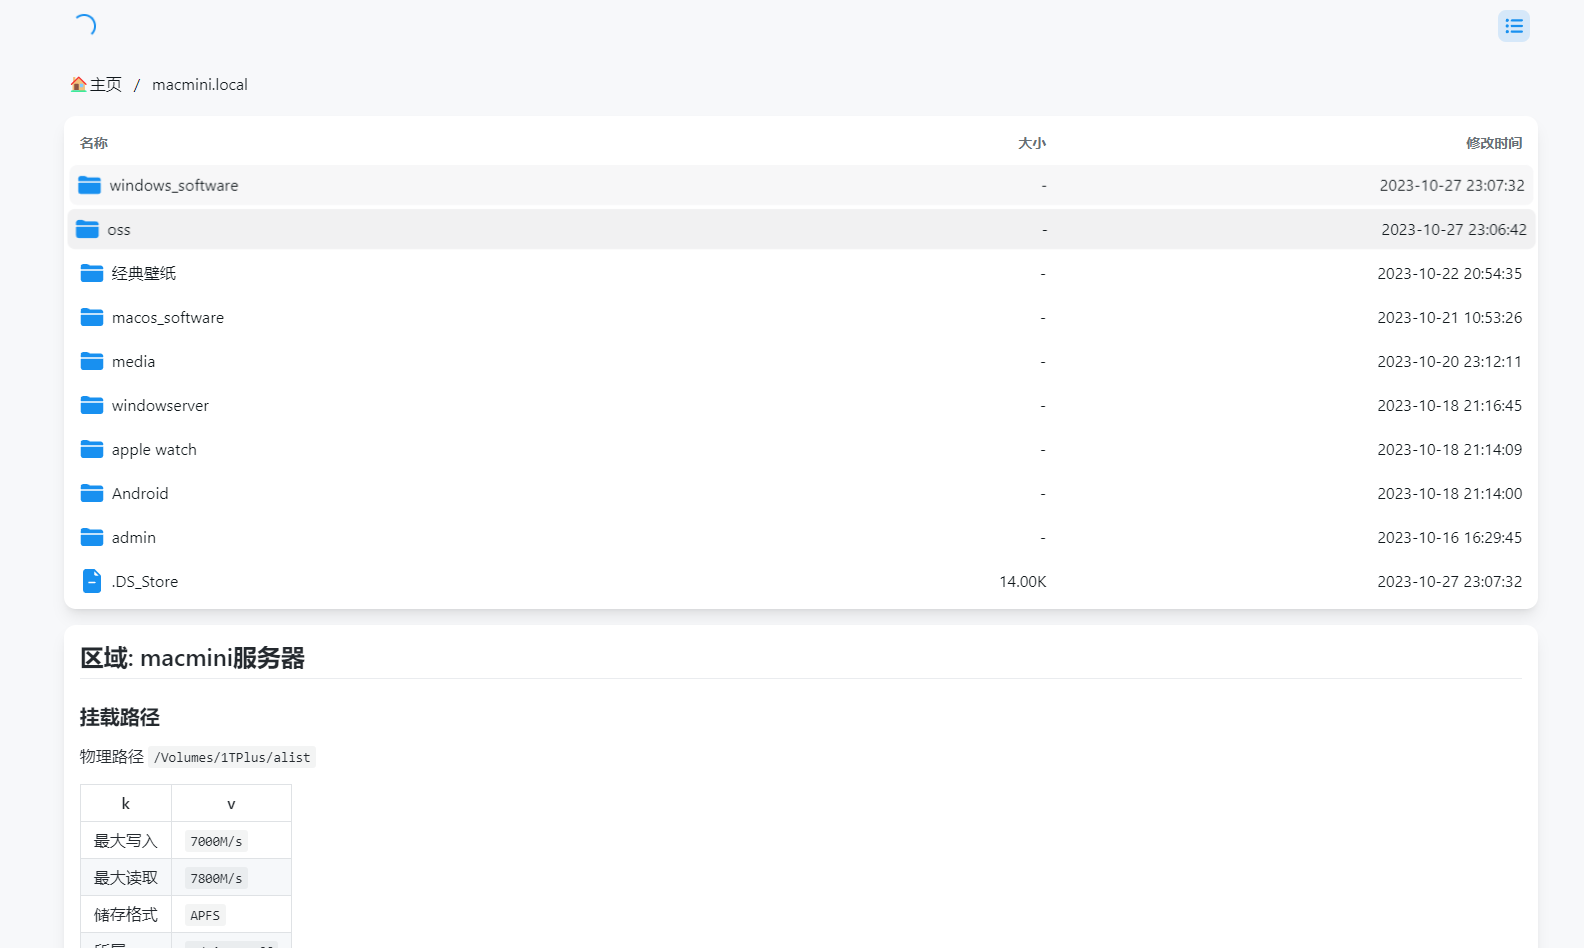 主页 / macmini.local
名称 大小 修改时间
windows_software - 2023-10-27 23:07:32
oss - 2023-10-27 23:06:42
经典壁纸 - 2023-10-22 20:54:35
macos_software - 2023-10-21 10:53:26
media - 2023-10-20 23:12:11
windowserver - 2023-10-18 21:16:45
apple watch - 2023-10-18 21:14:09
Android - 2023-10-18 21:14:00
admin - 2023-10-16 16:29:45
.DS_Store 14.00K 2023-10-27 23:07:32
区域: macmini服务器
挂载路径
物理路径 /Volumes/1TPlus/alist
k v
最大写入 7000M/s
最大读取 7800M/s
储存格式 APFS